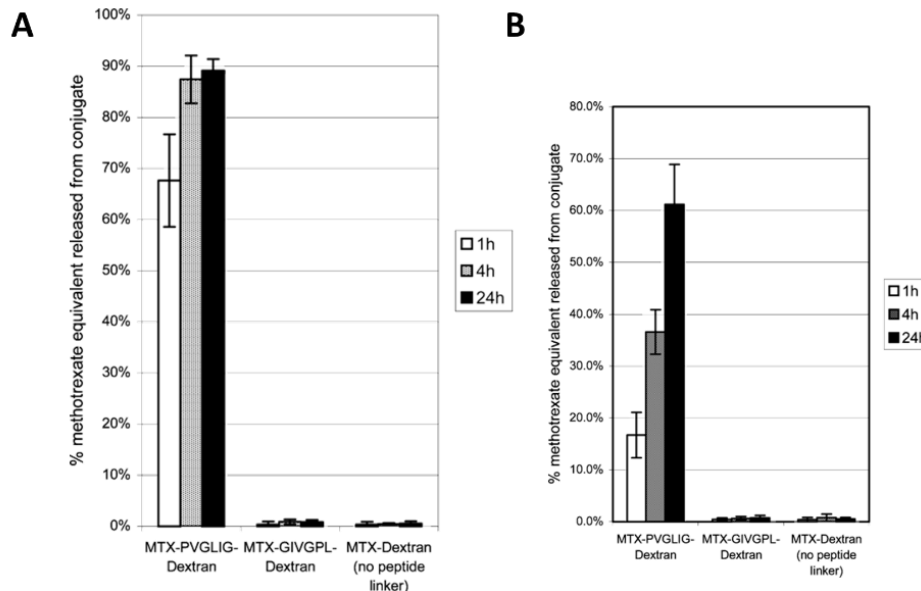 A
100%
90%
80%
70%
60%
50%
40%
30%
20%
10%
0%
% methotrexate equivalent released from conjugate
MTX-PVGLIG-
Dextran
MTX-GIVGPL-
Dextran
MTX-Dextran
(no peptide
linker)
1h
4h
24h
B
80.0%
70.0%
60.0%
50.0%
40.0%
30.0%
20.0%
10.0%
0.0%
% methotrexate equivalent released from conjugate
MTX-PVGLIG-
Dextran
MTX-GIVGPL-
Dextran
MTX-Dextran
(no peptide
linker)
1h
4h
24h